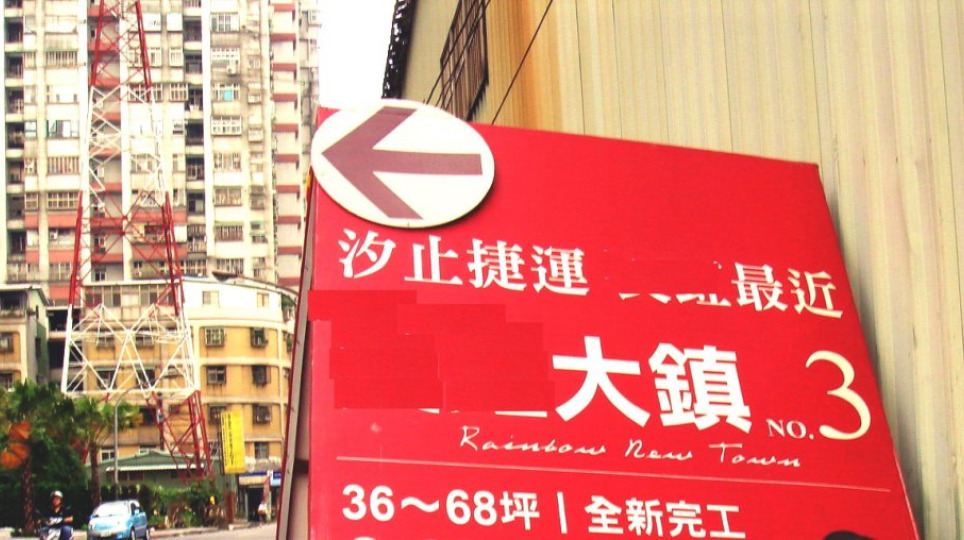 汐止捷運 最近
大鎮 NO.3
Rainbow New Town
36～68坪｜全新完工